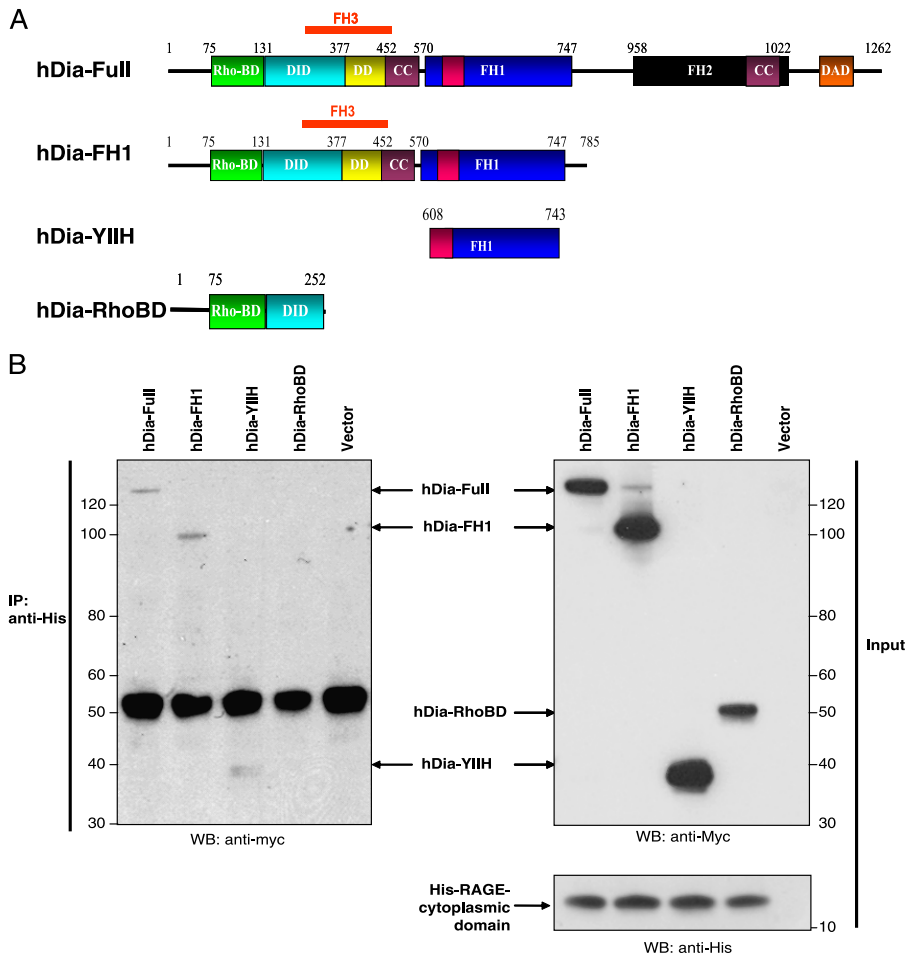 A
FH3
1 75 131 377 452 570 747 958 1022 1262
hDia-Full
Rho-BD DID DD CC FH1 FH2 CC DAD
FH3
1 75 131 377 452 570 747 785
hDia-FH1
Rho-BD DID DD CC FH1
608 743
hDia-YIIH
FH1
1 75 252
hDia-RhoBD
Rho-BD DID
B
hDia-Full hDia-FH1 hDia-YIIH hDia-RhoBD Vector
hDia-Full hDia-FH1 hDia-YIIH hDia-RhoBD Vector
IP:
anti-His
120
100
80
60
50
40
30
WB: anti-myc
hDia-Full
hDia-FH1
hDia-RhoBD
hDia-YIIH
120
100
80
60
50
40
30
WB: anti-Myc
Input
His-RAGE-
cytoplasmic
domain
10
WB: anti-His